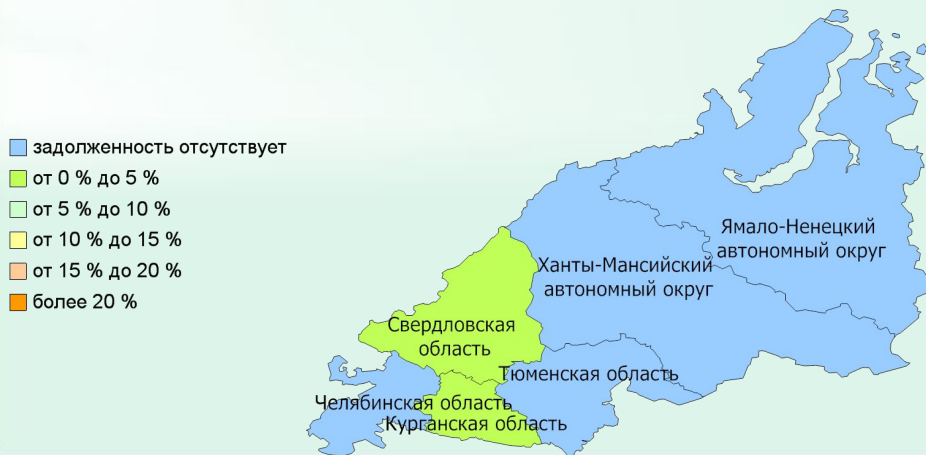 задолженность отсутствует
от 0 % до 5 %
от 5 % до 10 %
от 10 % до 15 %
от 15 % до 20 %
более 20 %
Ямало-Ненецкий
автономный округ
Ханты-Мансийский
автономный округ
Свердловская
область
Тюменская область
Челябинская область
Курганская область